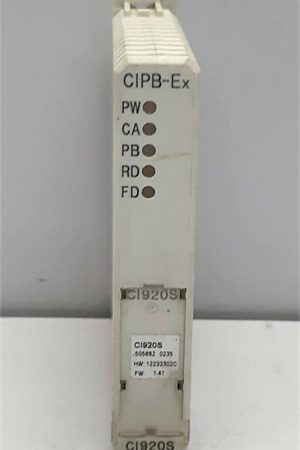 CIPB-Ex
PW
CA
PB
RD
FD
CI920S
CI920S
FW: 1.41
CI920S